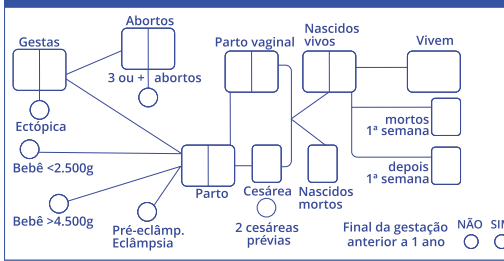 Abortos
Gestas
Parto vaginal
Nascidos
vivos
Vivem
3 ou + abortos
Ectópica
mortos
1ª semana
Bebê <2.500g
depois
1ª semana
Parto
Cesárea
Nascidos
mortos
Bebê >4.500g
Pré-eclâmp.
Eclâmpsia
2 cesáreas
prévias
Final da gestação
anterior a 1 ano
NÃO